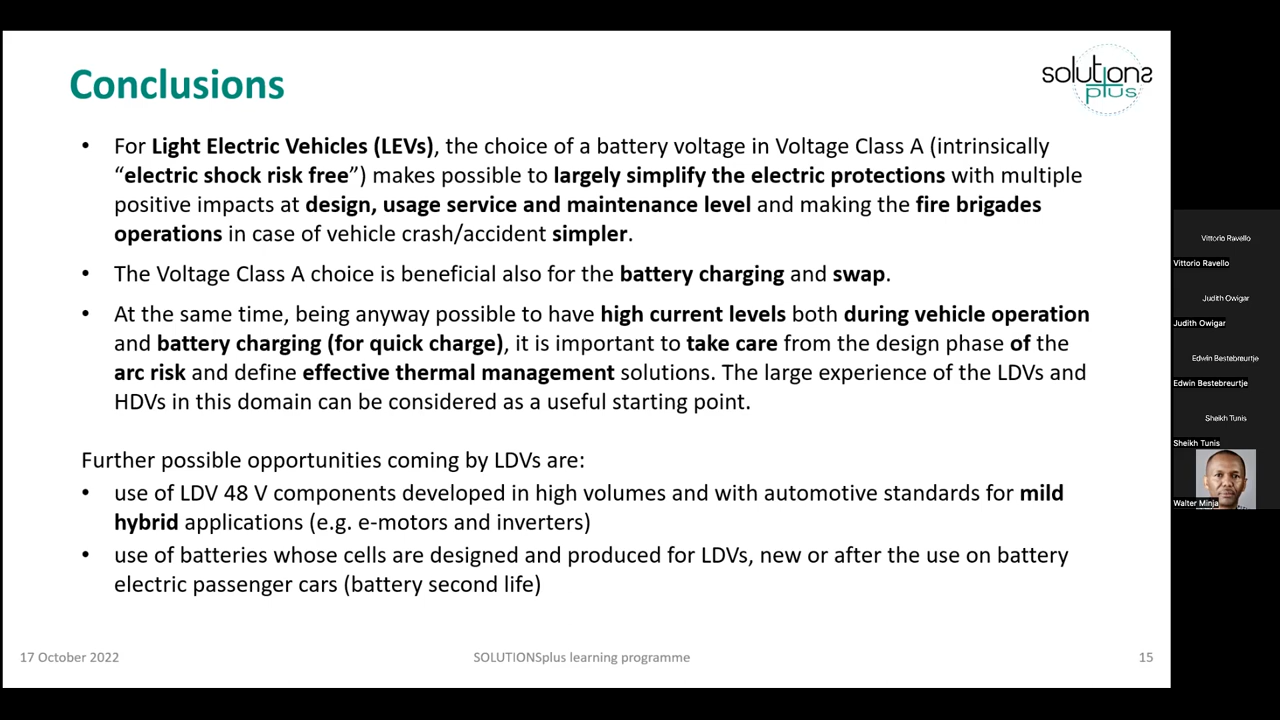 Conclusions
solutions
plus
• For Light Electric Vehicles (LEVs), the choice of a battery voltage in Voltage Class A (intrinsically
“electric shock risk free”) makes possible to largely simplify the electric protections with multiple
positive impacts at design, usage service and maintenance level and making the fire brigades
operations in case of vehicle crash/accident simpler.
• The Voltage Class A choice is beneficial also for the battery charging and swap.
• At the same time, being anyway possible to have high current levels both during vehicle operation
and battery charging (for quick charge), it is important to take care from the design phase of the
arc risk and define effective thermal management solutions. The large experience of the LDVs and
HDVs in this domain can be considered as a useful starting point.
Further possible opportunities coming by LDVs are:
• use of LDV 48 V components developed in high volumes and with automotive standards for mild
hybrid applications (e.g. e-motors and inverters)
• use of batteries whose cells are designed and produced for LDVs, new or after the use on battery
electric passenger cars (battery second life)
17 October 2022
SOLUTIONSplus learning programme
15
Vittorio Ravello
Vittorio Ravello
Judith Owigar
Judith Owigar
Edwin Bestebreurtje
Edwin Bestebreurtje
Sheikh Tunis
Sheikh Tunis
Walter Minja